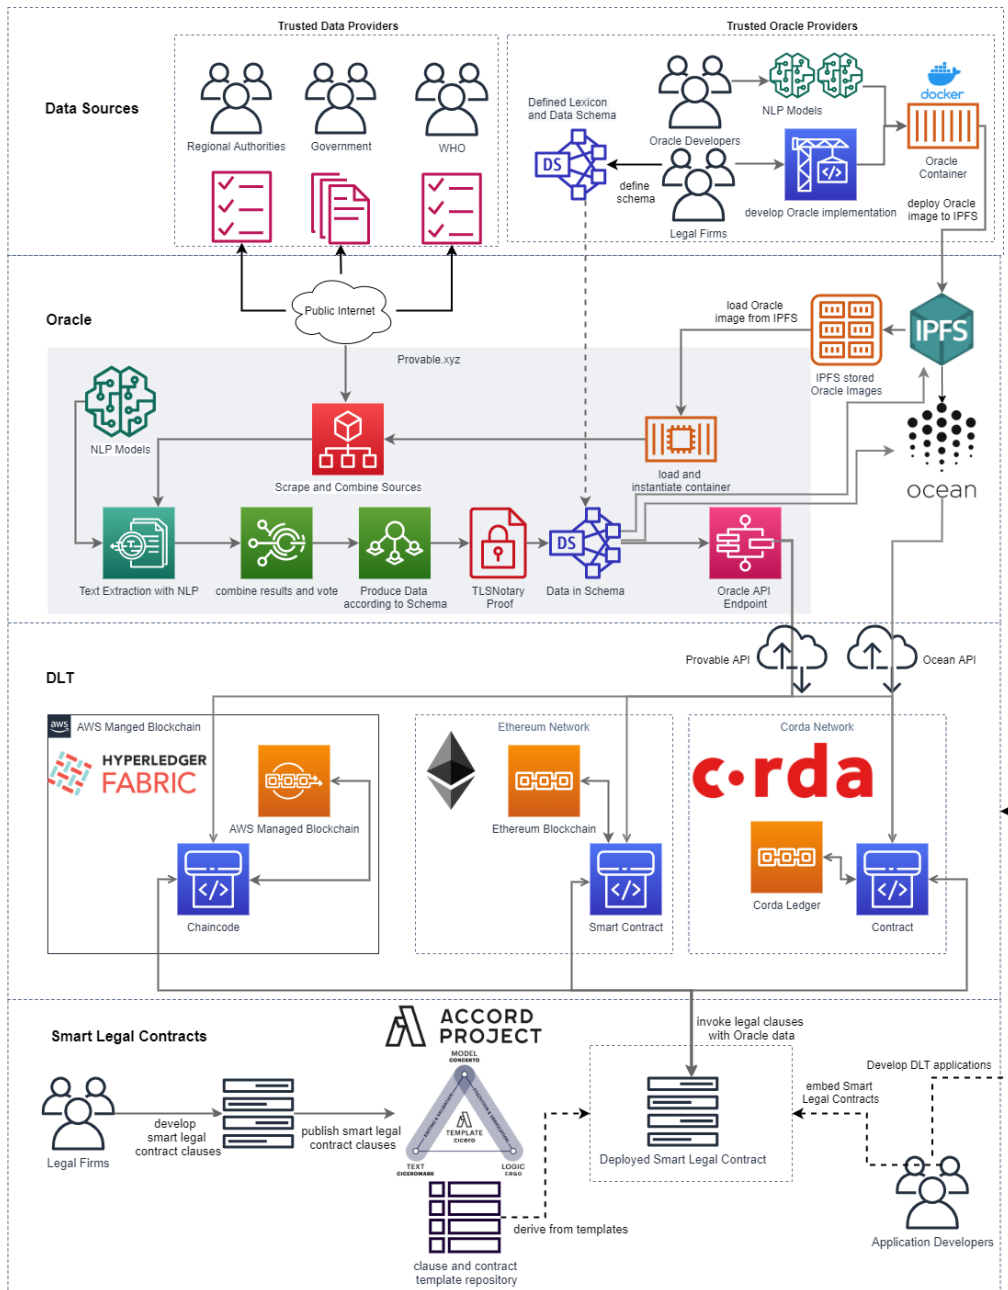 Trusted Data Providers
Trusted Oracle Providers
Data Sources
Regional Authorities
Government
WHO
Defined Lexicon
and Data Schema
DS
define
schema
Oracle Developers
Legal Firms
NLP Models
develop Oracle implementation
docker
Oracle
Container
deploy Oracle
image to IPFS
Oracle
Public Internet
Provable.xyz
load Oracle
image from IPFS
IPFS stored
Oracle Images
IPFS
ocean
NLP Models
Scrape and Combine Sources
load and
instantiate container
Text Extraction with NLP
combine results and vote
Produce Data
according to Schema
TLSNotary
Proof
DS
Data in Schema
Oracle API
Endpoint
Provable API
Ocean API
DLT
aws
AWS Manged Blockchain
HYPERLEDGER
FABRIC
AWS Managed Blockchain
Chaincode
Ethereum Network
Ethereum Blockchain
Smart Contract
Corda Network
c·rda
Corda Ledger
Contract
Smart Legal Contracts
ACCORD
PROJECT
MODEL
CONCERTO
EDITING & VALIDATION
EXECUTION & VERIFICATION
TEMPLATE
cicero
TEXT
CICEROMARK
LOGIC
ERGO
invoke legal clauses
with Oracle data
Develop DLT applications
embed Smart
Legal Contracts
Legal Firms
develop
smart legal
contract clauses
publish smart legal
contract clauses
Deployed Smart Legal Contract
derive from templates
clause and contract
template repository
Application Developers